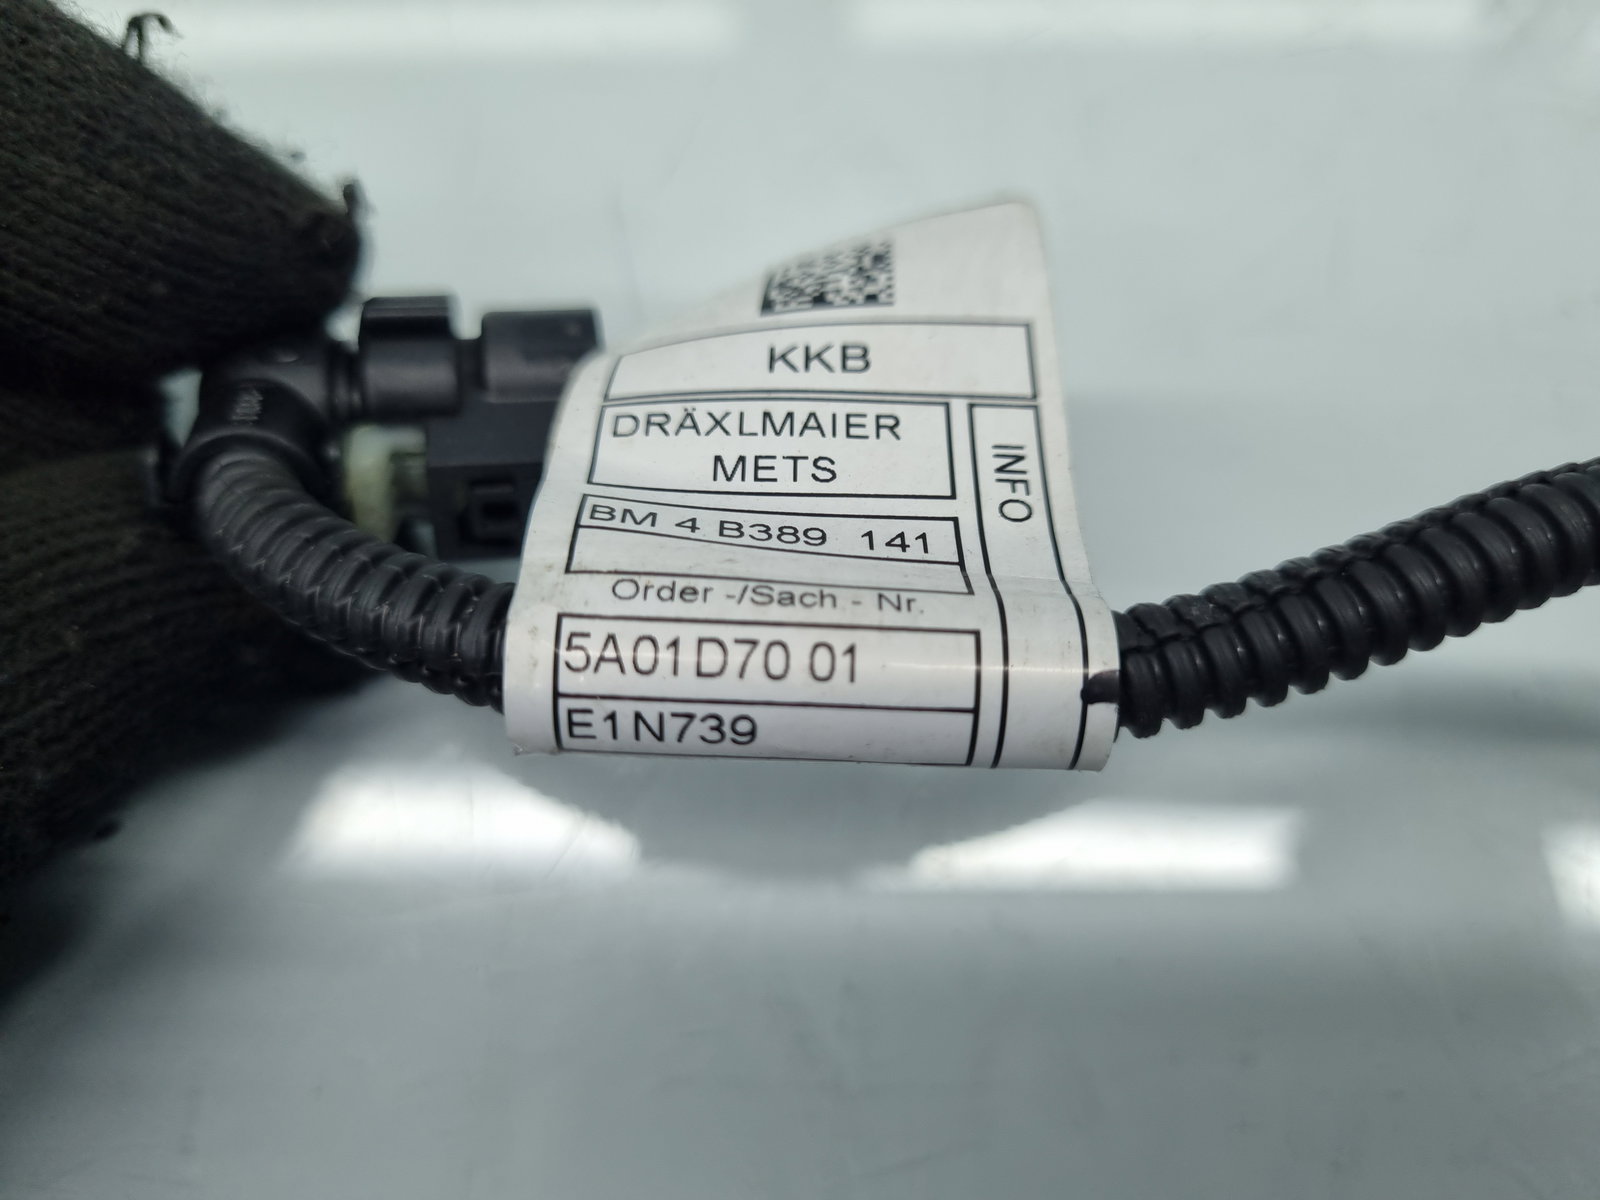 KKB
DRÄXLMAIER
METS
INFO
BM 4 B389 141
Order -/Sach - Nr.
5A01D70 01
E1N739